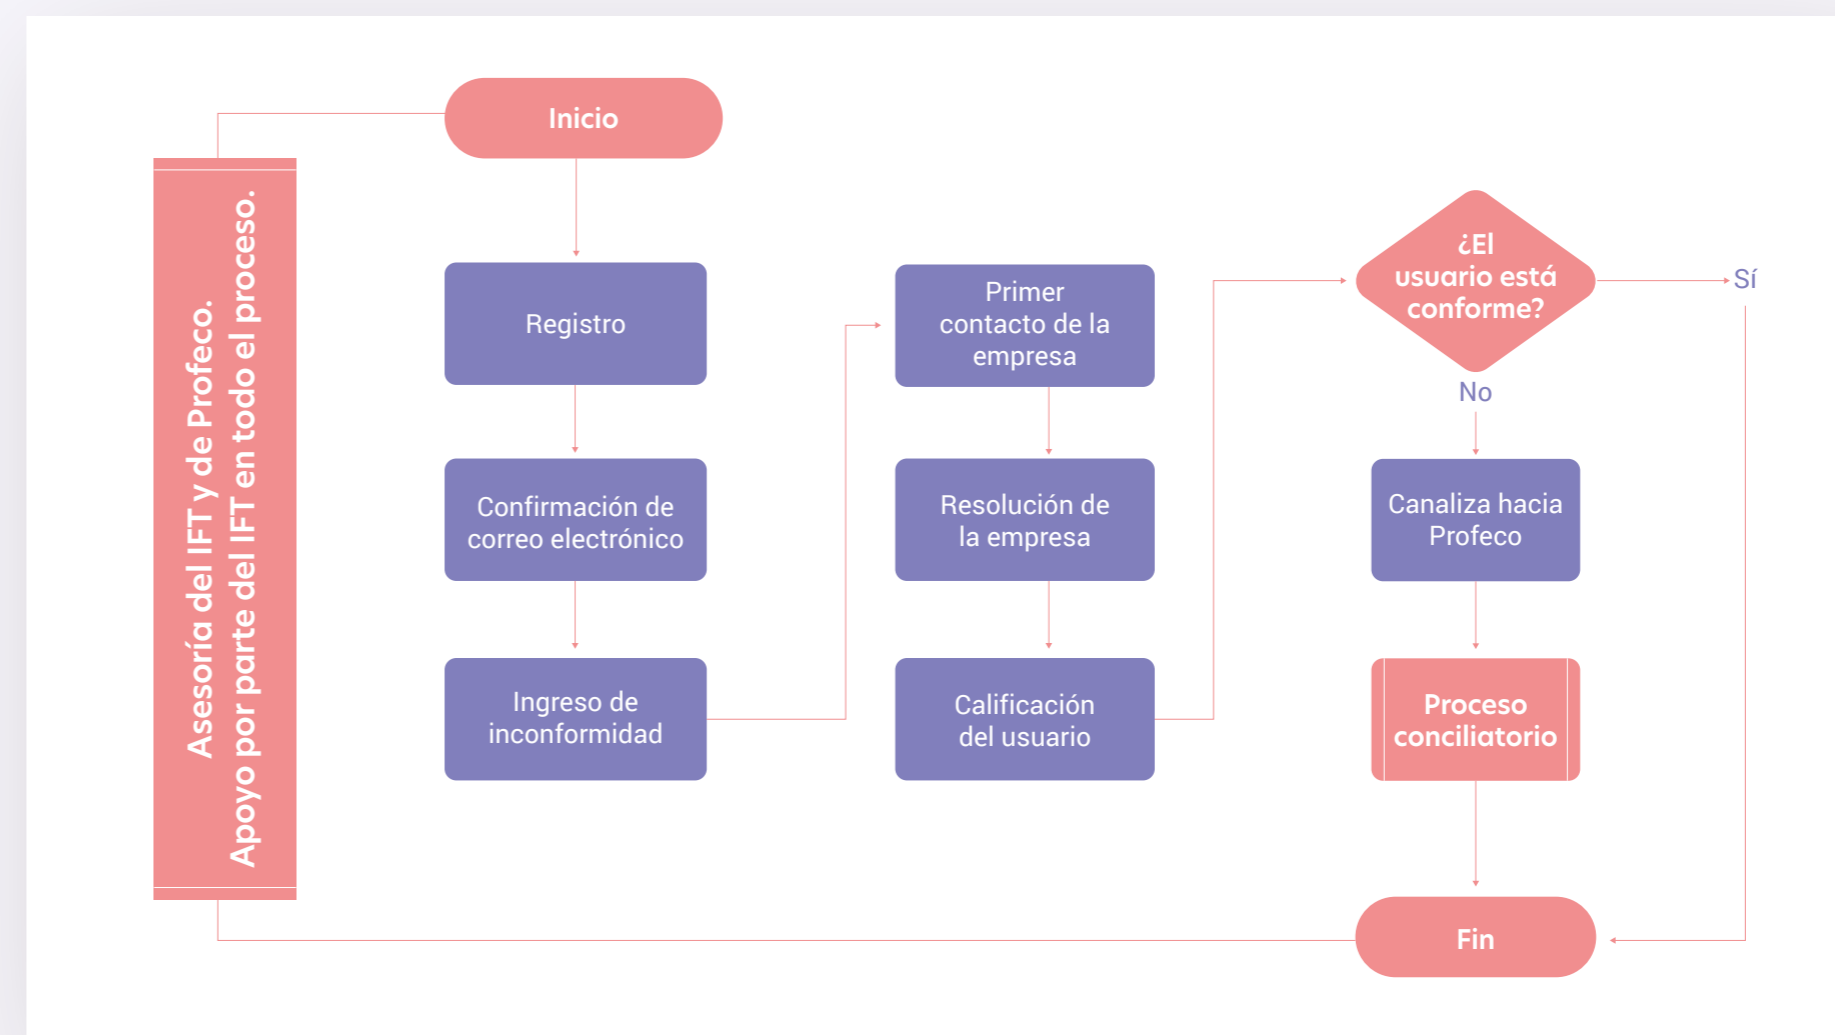 Asesoría del IFT y de Profeco.
Apoyo por parte del IFT en todo el proceso.
Inicio
Registro
Confirmación de
correo electrónico
Ingreso de
inconformidad
Primer
contacto de la
empresa
Resolución de
la empresa
Calificación
del usuario
¿El
usuario está
conforme?
Sí
No
Canaliza hacia
Profeco
Proceso
conciliatorio
Fin